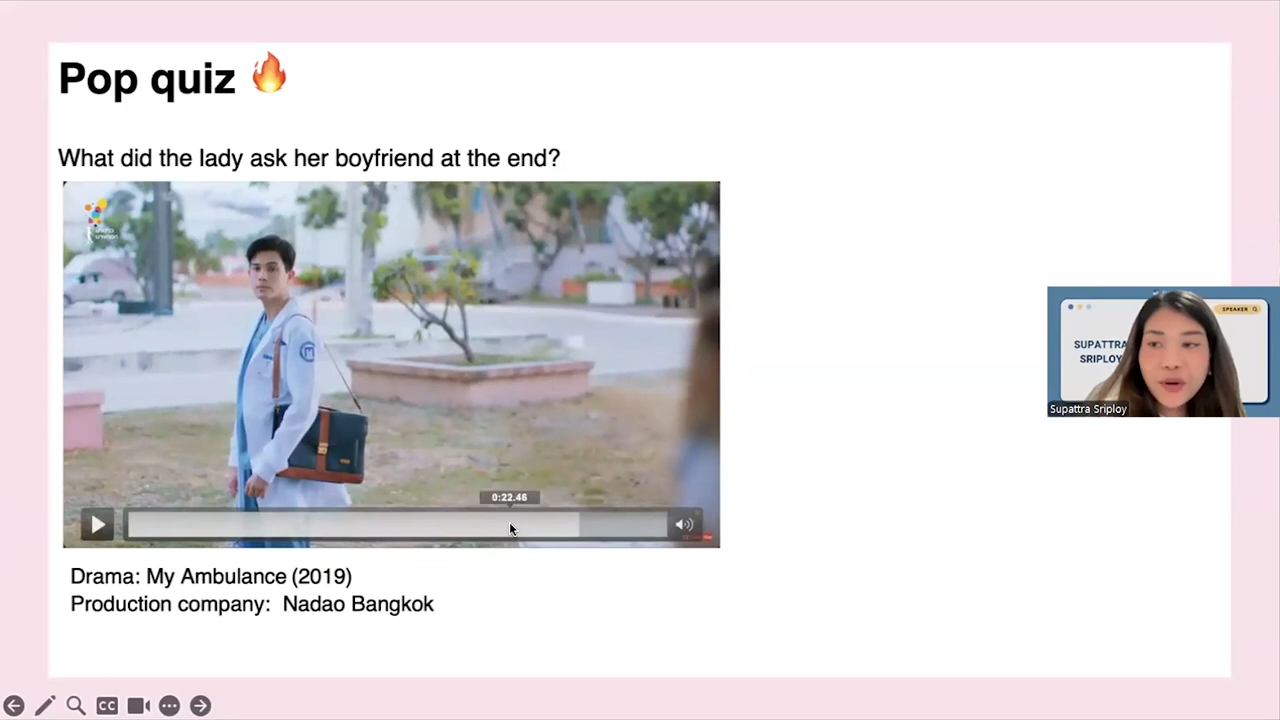 Pop quiz 🔥
What did the lady ask her boyfriend at the end?
0:22.46
Drama: My Ambulance (2019)
Production company: Nadao Bangkok
SPEAKER
SUPATTRA
SRIPLOY
Supattra Sriploy
CC